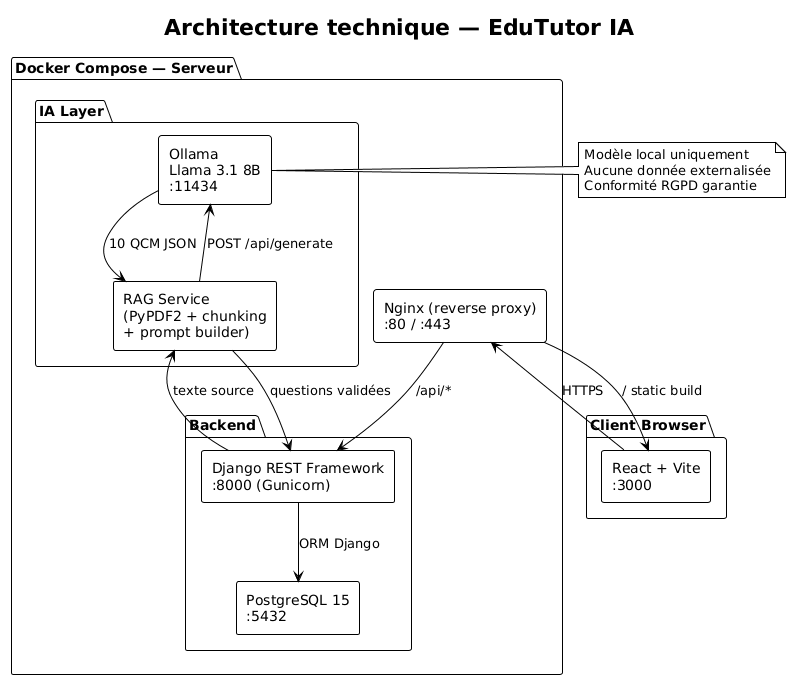 Architecture technique — EduTutor IA
Docker Compose — Serveur
IA Layer
Ollama
Llama 3.1 8B
:11434
Modèle local uniquement
Aucune donnée externalisée
Conformité RGPD garantie
10 QCM JSON
POST /api/generate
RAG Service
(PyPDF2 + chunking
+ prompt builder)
Nginx (reverse proxy)
:80 / :443
texte source
questions validées
/api/*
HTTPS
/ static build
Backend
Client Browser
Django REST Framework
:8000 (Gunicorn)
React + Vite
:3000
ORM Django
PostgreSQL 15
:5432